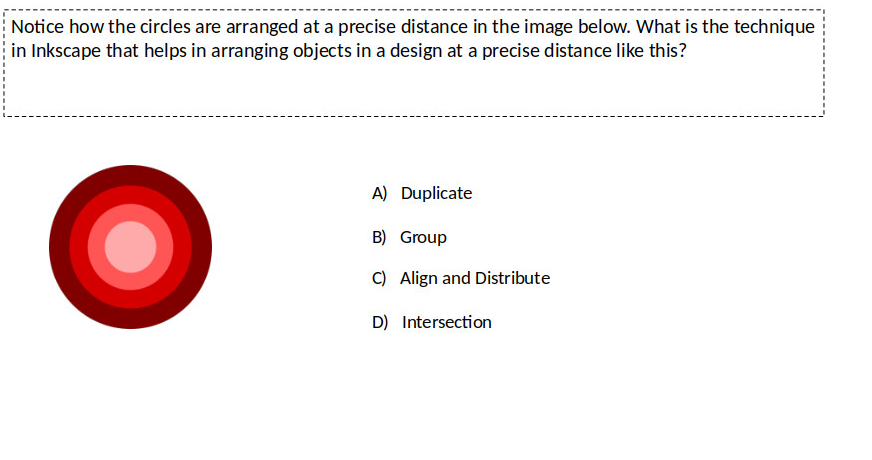 Notice how the circles are arranged at a precise distance in the image below. What is the technique
in Inkscape that helps in arranging objects in a design at a precise distance like this?
A) Duplicate
B) Group
C) Align and Distribute
D) Intersection